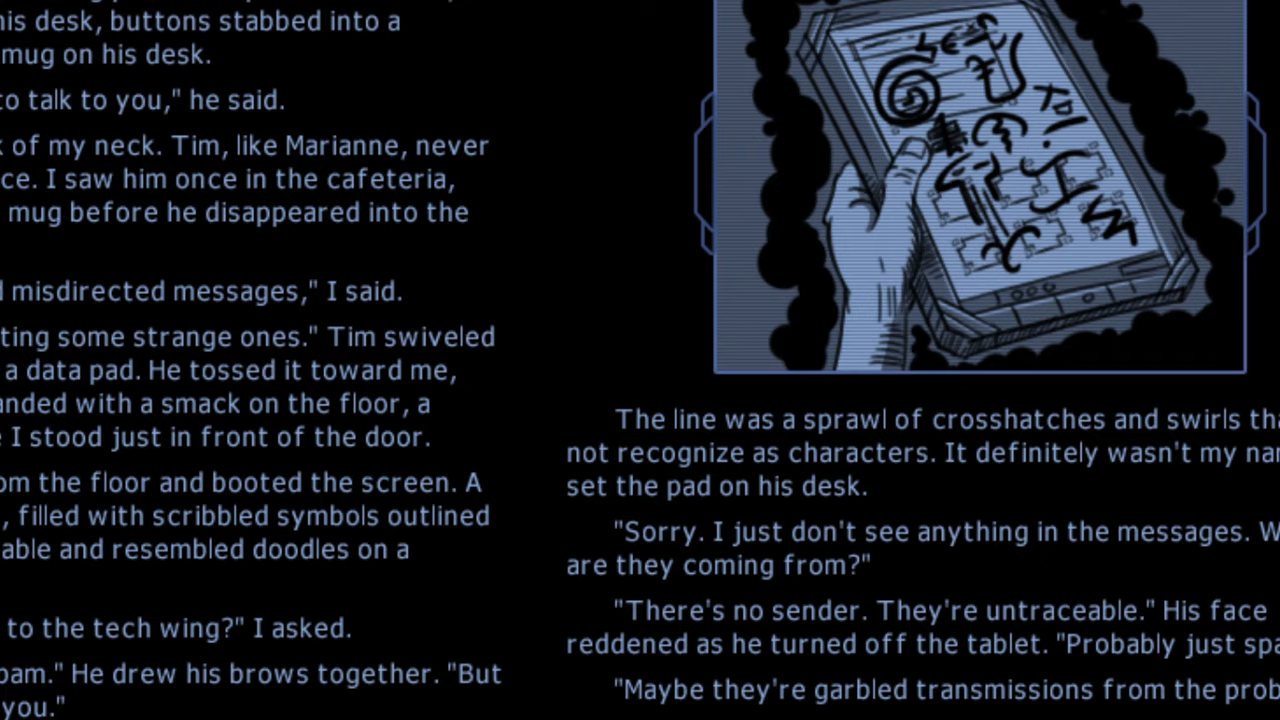 his desk, buttons stabbed into a
mug on his desk.
to talk to you," he said.
of my neck. Tim, like Marianne, never
ce. I saw him once in the cafeteria,
mug before he disappeared into the
misdirected messages," I said.
ting some strange ones." Tim swiveled
a data pad. He tossed it toward me,
anded with a smack on the floor, a
I stood just in front of the door.
om the floor and booted the screen. A
, filled with scribbled symbols outlined
able and resembled doodles on a
to the tech wing?" I asked.
pam." He drew his brows together. "But
you."
The line was a sprawl of crosshatches and swirls tha
not recognize as characters. It definitely wasn't my nam
set the pad on his desk.
"Sorry. I just don't see anything in the messages. W
are they coming from?"
"There's no sender. They're untraceable." His face
reddened as he turned off the tablet. "Probably just spa
"Maybe they're garbled transmissions from the prob